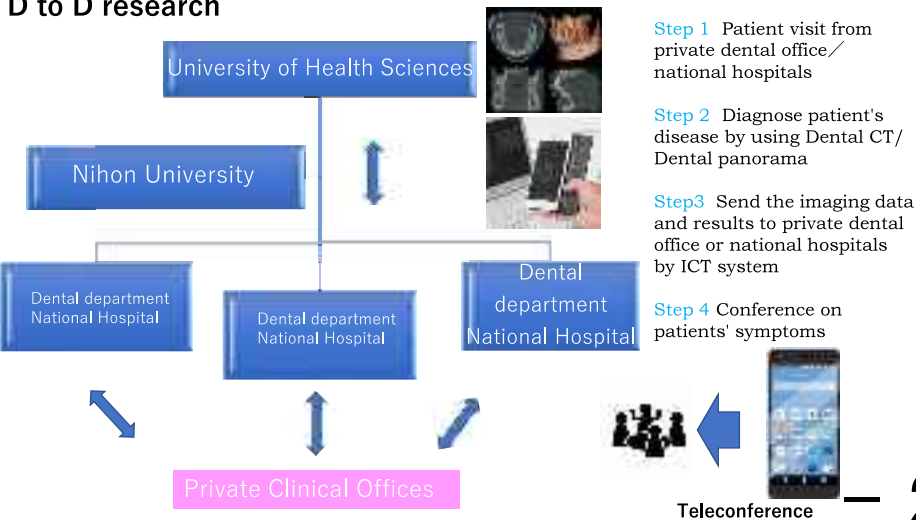 D to D research
University of Health Sciences
Nihon University
Dental department
National Hospital
Dental department
National Hospital
Dental
department
National Hospital
Private Clinical Offices
Step 1 Patient visit from
private dental office／
national hospitals
Step 2 Diagnose patient's
disease by using Dental CT/
Dental panorama
Step3 Send the imaging data
and results to private dental
office or national hospitals
by ICT system
Step 4 Conference on
patients' symptoms
Teleconference